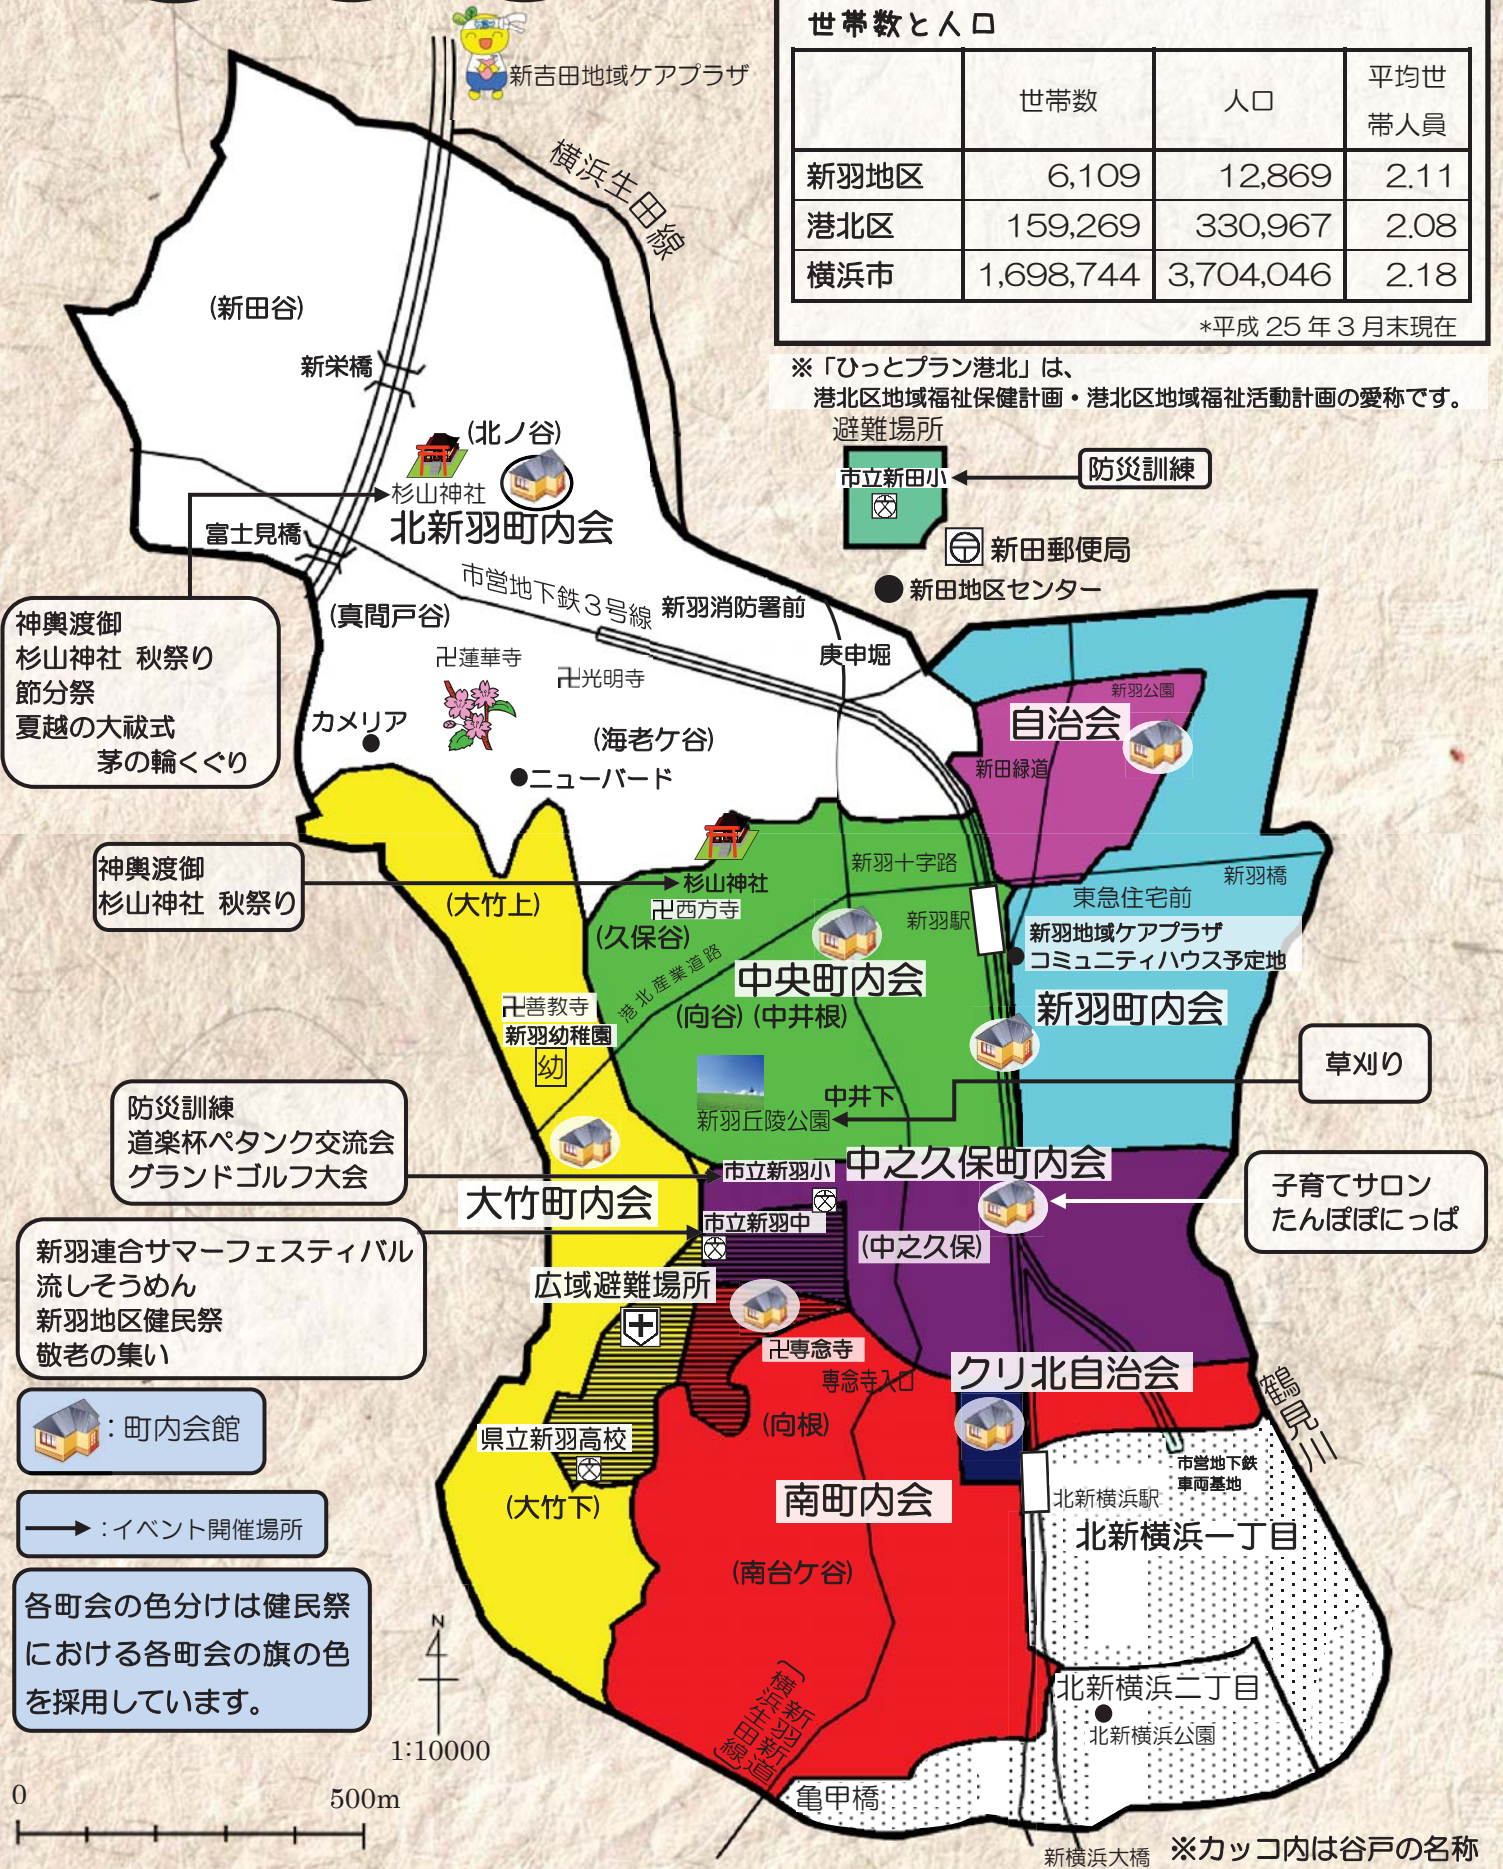 世帯数と人口
世帯数 人口 平均世帯人員
新羽地区 6,109 12,869 2.11
港北区 159,269 330,967 2.08
横浜市 1,698,744 3,704,046 2.18
*平成 25 年 3 月末現在
※「ひっとプラン港北」は、
港北区地域福祉保健計画・港北区地域福祉活動計画の愛称です。
新吉田地域ケアプラザ
横浜生田線
(新田谷)
新栄橋
(北ノ谷)
杉山神社
北新羽町内会
富士見橋
避難場所
市立新田小
防災訓練
新田郵便局
新田地区センター
市営地下鉄3号線
新羽消防署前
庚申堀
(真間戸谷)
卍蓮華寺
卍光明寺
カメリア
(海老ケ谷)
ニューバード
神輿渡御
杉山神社 秋祭り
節分祭
夏越の大祓式
茅の輪くぐり
新羽公園
自治会
新田緑道
神輿渡御
杉山神社 秋祭り
(大竹上)
杉山神社
卍西方寺
(久保谷)
新羽十字路
新羽駅
新羽橋
東急住宅前
新羽地域ケアプラザ
コミュニティハウス予定地
港北産業道路
中央町内会
(向谷)(中井根)
新羽町内会
卍善教寺
新羽幼稚園
幼
草刈り
中井下
新羽丘陵公園
防災訓練
道楽杯ペタンク交流会
グランドゴルフ大会
市立新羽小
中之久保町内会
大竹町内会
市立新羽中
(中之久保)
子育てサロン
たんぽぽにっぱ
新羽連合サマーフェスティバル
流しそうめん
新羽地区健民祭
敬老の集い
広域避難場所
卍専念寺
専念寺入口
クリ北自治会
鶴見川
:町内会館
県立新羽高校
(向根)
市営地下鉄
車両基地
(大竹下)
南町内会
北新横浜駅
北新横浜一丁目
:イベント開催場所
(南台ケ谷)
各町会の色分けは健民祭
における各町会の旗の色
を採用しています。
N
1:10000
0 500m
新羽新道
(横浜生田線)
北新横浜二丁目
北新横浜公園
亀甲橋
新横浜大橋
※カッコ内は谷戸の名称